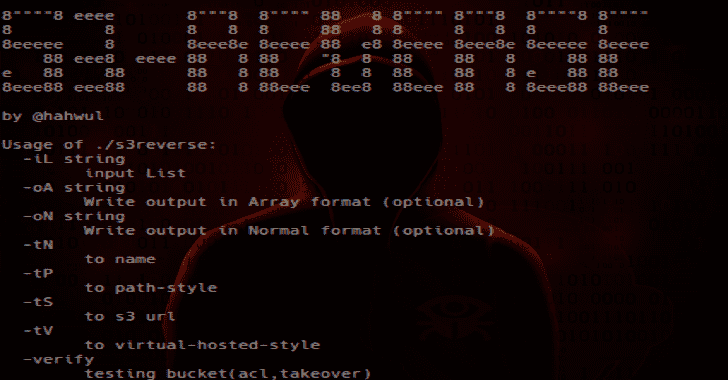 8""""8 eeee 8"""8 8"""" 88 8 8"""" 8"""8 8""""8 8""""
8 8 8 8 8 88 8 8 8 8 8 8
8eeeee 8 8eee8e 8eeee 88 e8 8eeee 8eee8e 8eeeee 8eeee
88 eee8 eeee 88 8 88 "8 8 88 88 8 88 88
e 88 88 88 8 88 8 8 88 88 8 e 88 88
8eee88 eee88 88 8 88eee 8ee8 88eee 88 8 8eee88 88eee
by @hahwul
Usage of ./s3reverse:
-iL string
input List
-oA string
Write output in Array format (optional)
-oN string
Write output in Normal format (optional)
-tN
to name
-tP
to path-style
-tS
to s3 url
-tV
to virtual-hosted-style
-verify
testing bucket(acl,takeover)